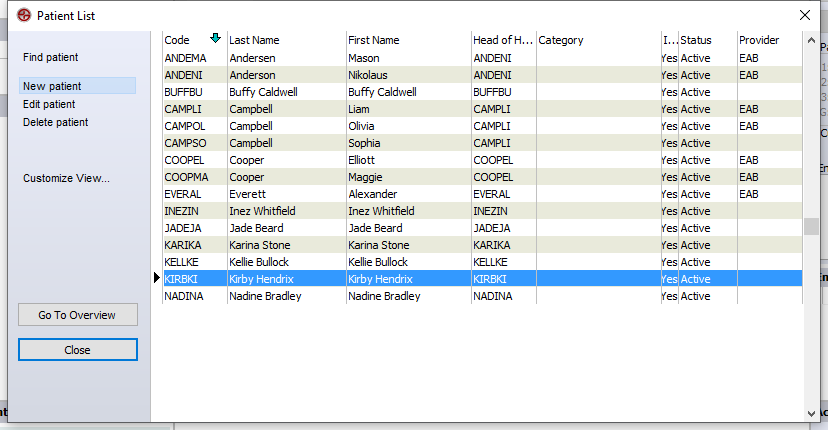 Patient List
Find patient
New patient
Edit patient
Delete patient
Customize View...
Go To Overview
Close
Code Last Name First Name Head of H... Category I... Status Provider
ANDEMA Andersen Mason ANDENI Yes Active EAB
ANDENI Anderson Nikolaus ANDENI Yes Active EAB
BUFFBU Buffy Caldwell Buffy Caldwell BUFFBU Yes Active
CAMPLI Campbell Liam CAMPLI Yes Active EAB
CAMPOL Campbell Olivia CAMPLI Yes Active EAB
CAMPSO Campbell Sophia CAMPLI Yes Active
COOPEL Cooper Elliott COOPEL Yes Active EAB
COOPMA Cooper Maggie COOPEL Yes Active EAB
EVERAL Everett Alexander EVERAL Yes Active EAB
INEZIN Inez Whitfield Inez Whitfield INEZIN Yes Active
JADEJA Jade Beard Jade Beard JADEJA Yes Active
KARIKA Karina Stone Karina Stone KARIKA Yes Active
KELLKE Kellie Bullock Kellie Bullock KELLKE Yes Active
KIRBKI Kirby Hendrix Kirby Hendrix KIRBKI Yes Active
NADINA Nadine Bradley Nadine Bradley NADINA Yes Active